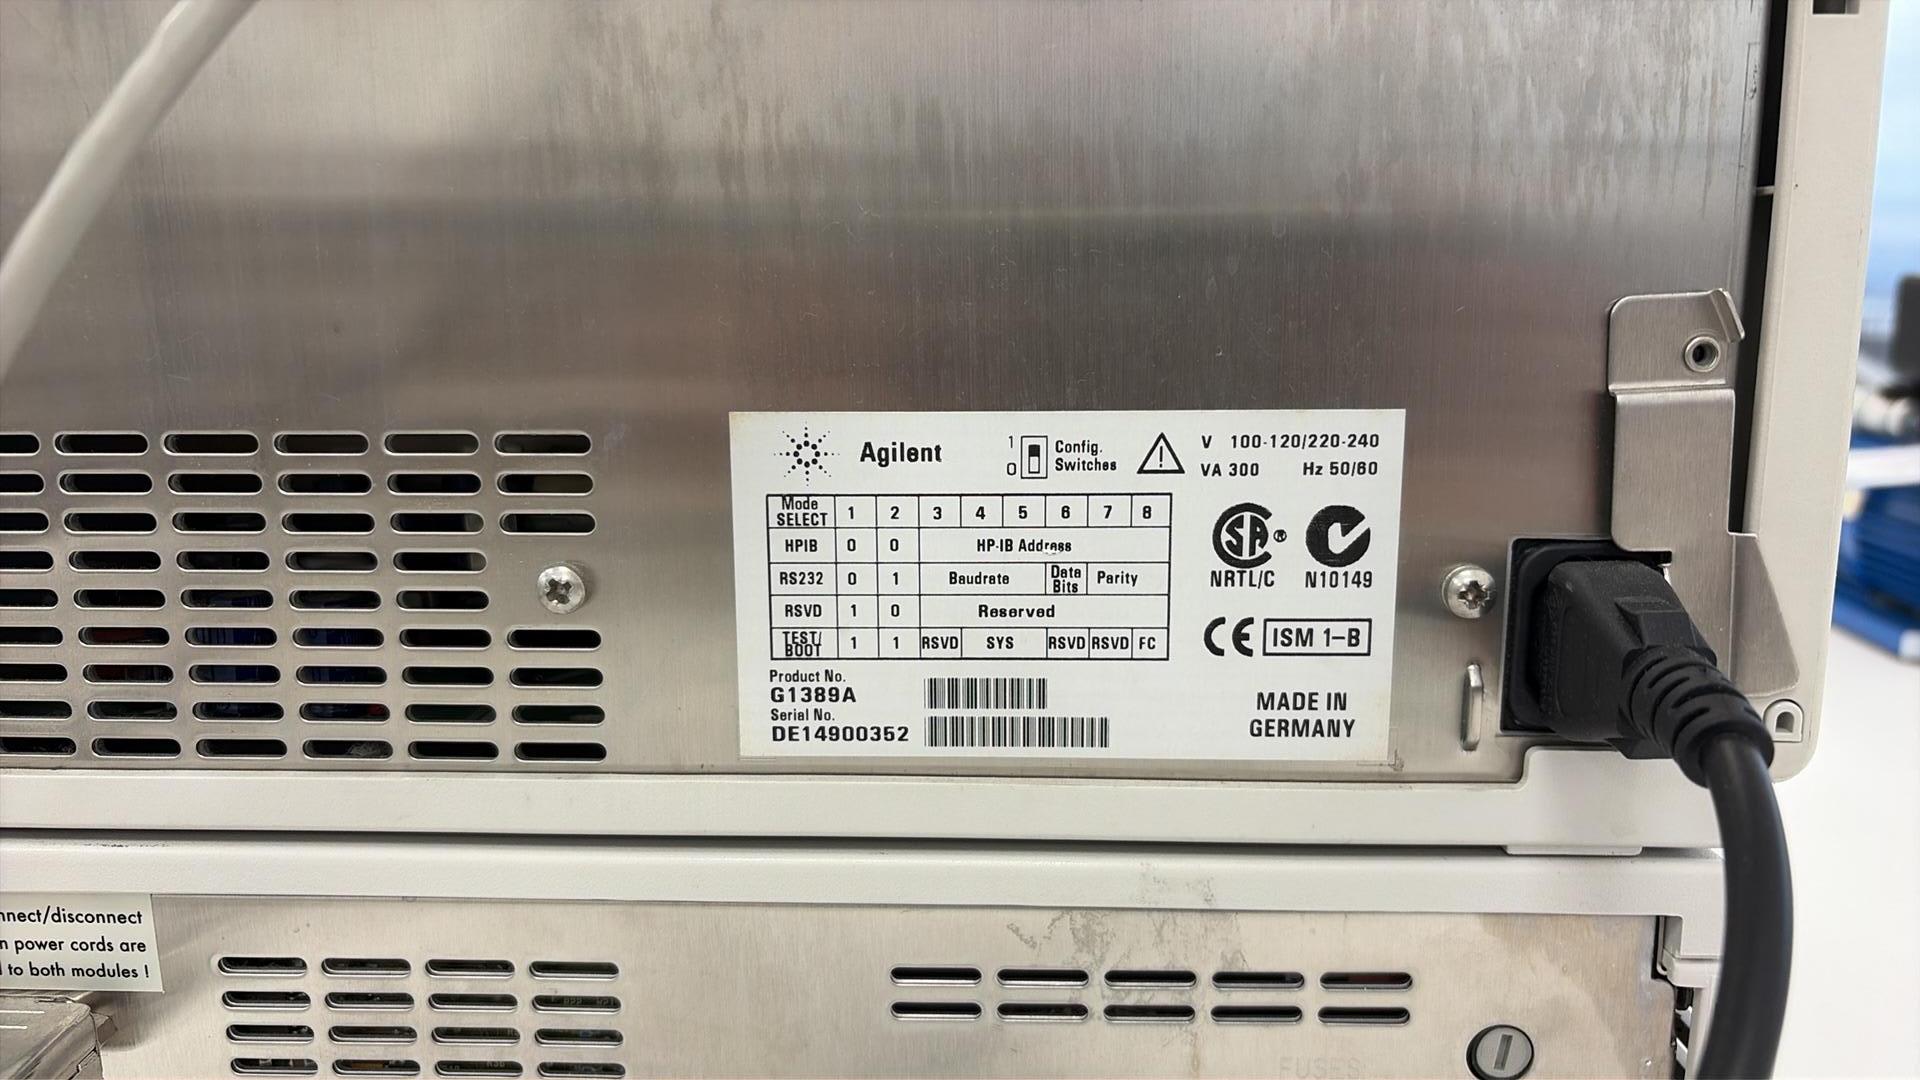 Agilent
1
0
Config.
Switches
V 100-120/220-240
VA 300 Hz 50/60
Mode SELECT 1 2 3 4 5 6 7 8
HPIB 0 0 HP-IB Address
RS232 0 1 Baudrate Data Bits Parity
RSVD 1 0 Reserved
TEST/BOOT 1 1 RSVD SYS RSVD RSVD FC
SA®
NRTL/C N10149
CE ISM 1-B
Product No.
G1389A
Serial No.
DE14900352
MADE IN
GERMANY
nnect/disconnect
n power cords are
to both modules !
FUSES